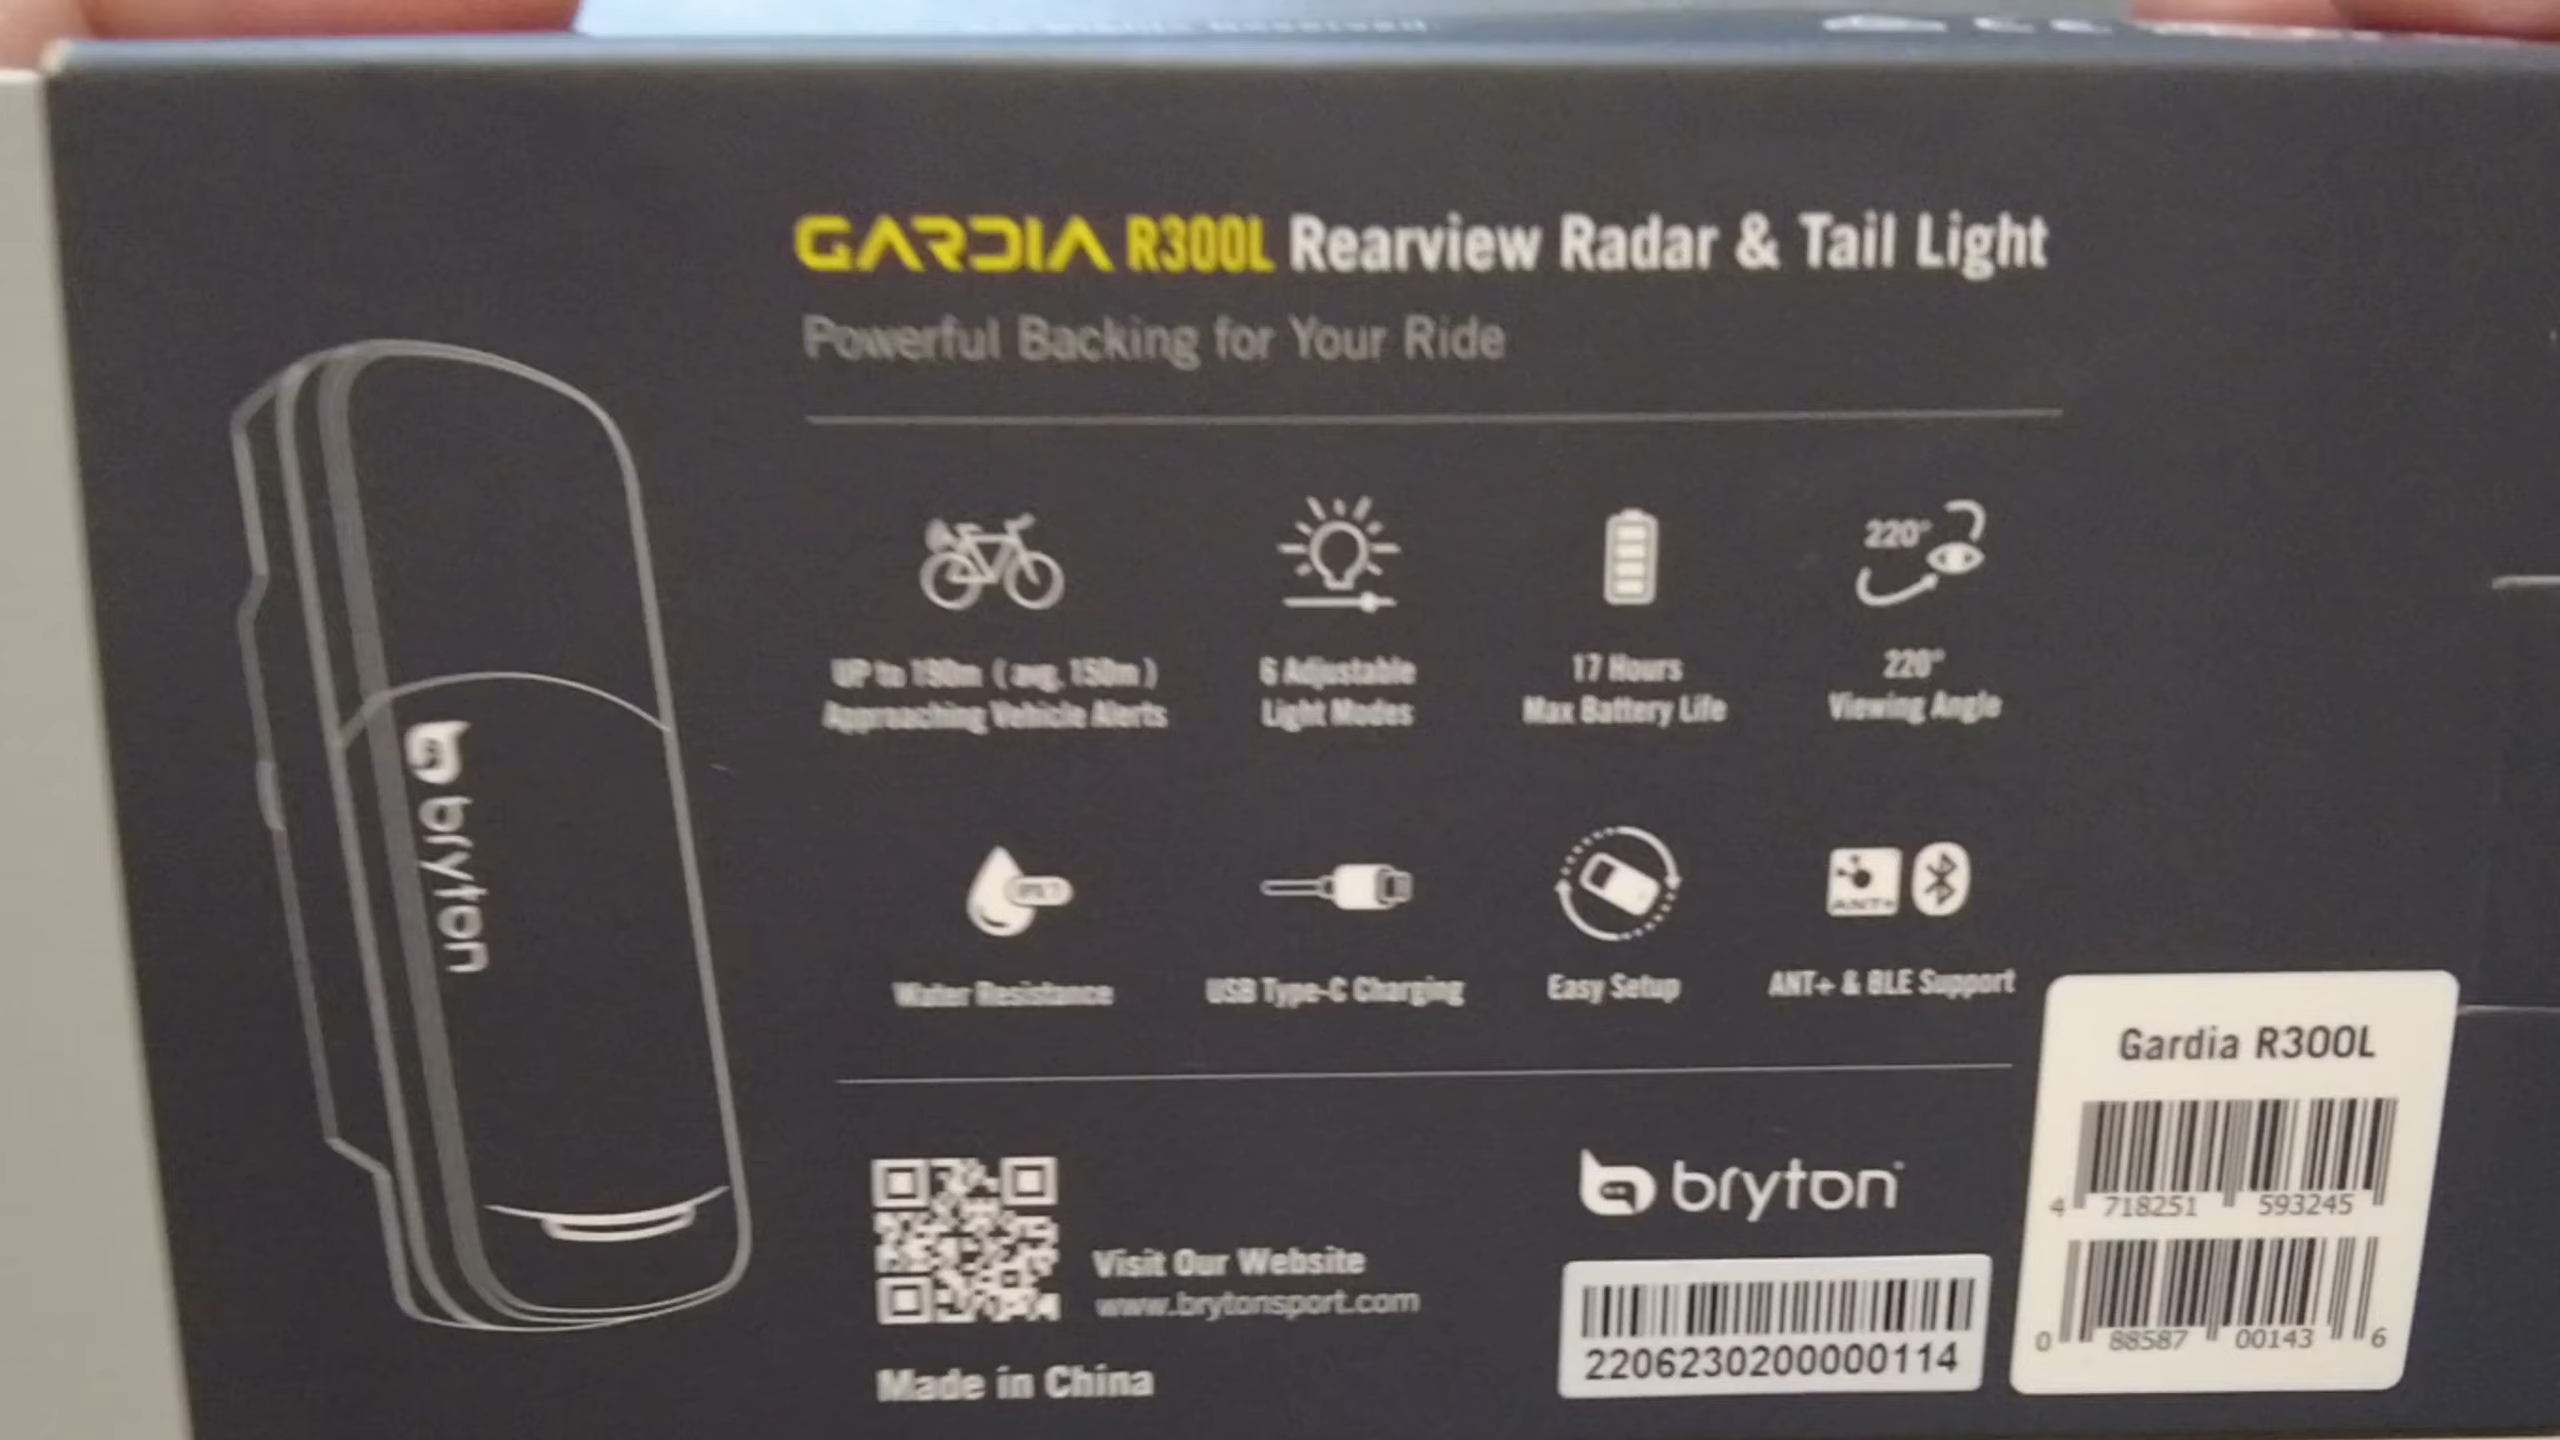 GARDIA R300L Rearview Radar & Tail Light
Powerful Backing for Your Ride
220°
UP to 190m ( avg. 150m )
Approaching Vehicle Alerts
6 Adjustable
Light Modes
17 Hours
Max Battery Life
220°
Viewing Angle
IPX7
ANT+
Water Resistance
USB Type-C Charging
Easy Setup
ANT+ & BLE Support
bryton
Gardia R300L
4 718251 593245
0 88587 00143 6
bryton
Visit Our Website
www.brytonsport.com
2206230200000114
Made in China